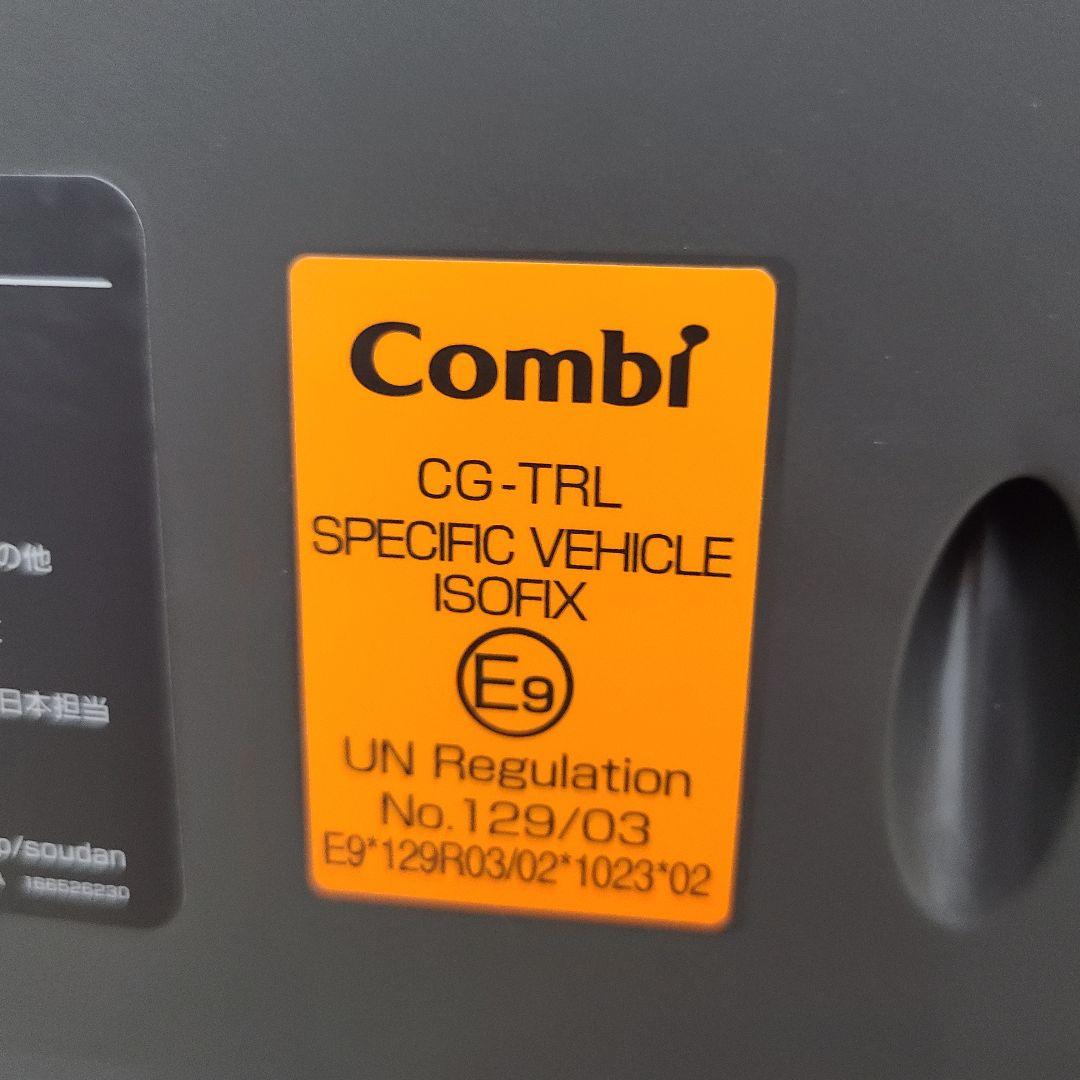 の他
日本担当
p/soudan
166526230
Combi
CG-TRL
SPECIFIC VEHICLE
ISOFIX
E9
UN Regulation
No.129/03
E9*129R03/02*1023*02